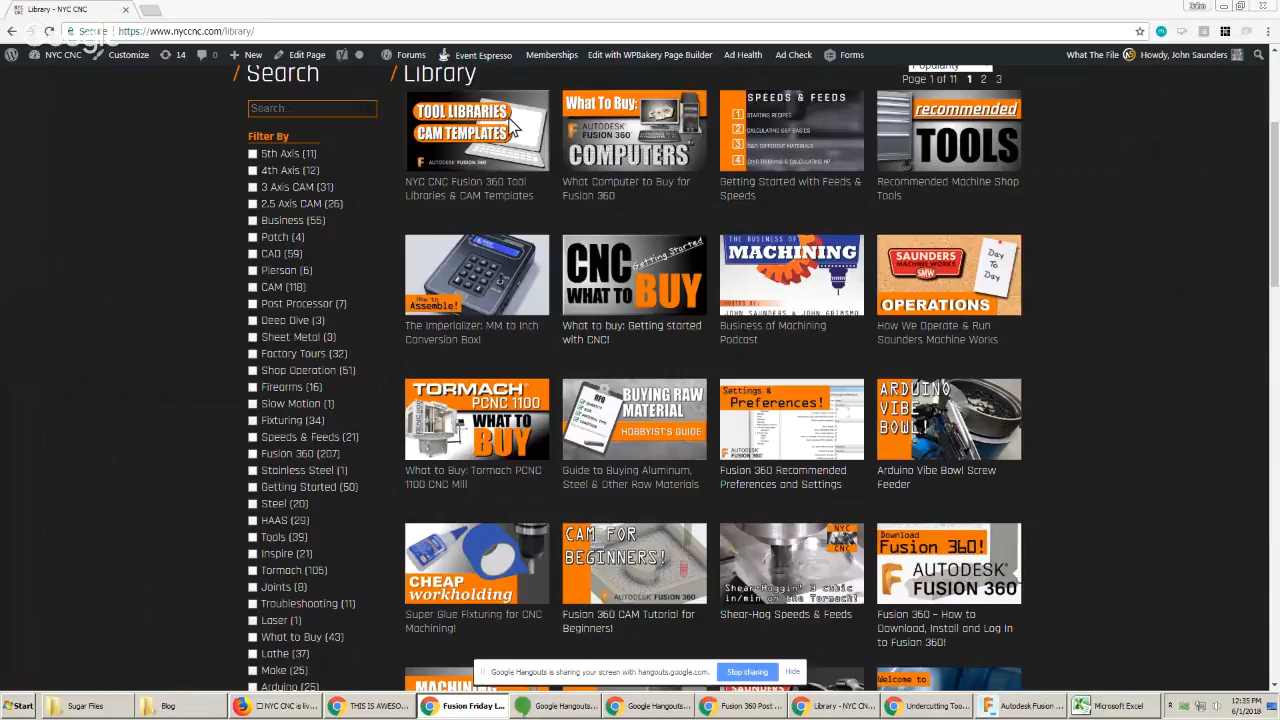 Library - NYC CNC
John
Secure
https://www.nyccnc.com/library/
NYC CNC
Customize
14
0
New
Edit Page
Forums
Event Espresso
Memberships
Edit with WPBakery Page Builder
Ad Health
Ad Check
Forms
What The File
Howdy, John Saunders
/ Search
/ Library
Popularity
Page 1 of 11 1 2 3
Search...
Filter By
5th Axis (11)
4th Axis (12)
3 Axis CAM (31)
2.5 Axis CAM (26)
Business (55)
Patch (4)
CAD (59)
Pierson (6)
CAM (118)
Post Processor (7)
Deep Dive (3)
Sheet Metal (3)
Factory Tours (32)
Shop Operation (51)
Firearms (16)
Slow Motion (1)
Fixturing (34)
Speeds & Feeds (21)
Fusion 360 (207)
Stainless Steel (1)
Getting Started (50)
Steel (20)
HAAS (29)
Tools (39)
Inspire (21)
Tormach (105)
Joints (8)
Troubleshooting (11)
Laser (1)
What to Buy (43)
Lathe (37)
Make (25)
Arduino (25)
TOOL LIBRARIES
CAM TEMPLATES
AUTODESK FUSION 360
NYC CNC Fusion 360 Tool
Libraries & CAM Templates
What To Buy:
AUTODESK
FUSION 360
COMPUTERS
What Computer to Buy for
Fusion 360
SPEEDS & FEEDS
1 STARTING RECIPES
2 CALCULATING S&F BASICS
3 S&F: DIFFERENT MATERIALS
4 CHIP THINNING & CALCULATING HP
Getting Started with Feeds &
Speeds
recommended
TOOLS
Recommended Machine Shop
Tools
How to
Assemble!
The Imperializer: MM to Inch
Conversion Box!
CNC
Getting Started
WHAT TO BUY
What to buy: Getting started
with CNC!
THE BUSINESS OF
MACHINING
HOSTED BY:
JOHN SAUNDERS / JOHN GRIMSMO
Business of Machining
Podcast
SAUNDERS
MACHINE WORKS
SMW
Day
To
Day
OPERATIONS
How We Operate & Run
Saunders Machine Works
TORMACH
PCNC 1100
WHAT TO
BUY
What to Buy: Tormach PCNC
1100 CNC Mill
RFQ
BUYING RAW
MATERIAL
HOBBYIST'S GUIDE
Guide to Buying Aluminum,
Steel & Other Raw Materials
Settings &
Preferences!
AUTODESK
FUSION 360
Fusion 360 Recommended
Preferences and Settings
ARDUINO
VIBE
BOWL
Arduino Vibe Bowl Screw
Feeder
CHEAP
workholding
Super Glue Fixturing for CNC
Machining!
CAM FOR
BEGINNERS!
AUTODESK FUSION 360
Fusion 360 CAM Tutorial for
Beginners!
NYC
CNC
Shear-Hoggin' 9 cubic
in/min on the Tormach!
Shear-Hog Speeds & Feeds
Download
Fusion 360!
AUTODESK
FUSION 360
Fusion 360 – How to
Download, Install and Log In
to Fusion 360!
MACHINING
SAUNDERS
Welcome to
Google Hangouts is sharing your screen with hangouts.google.com.
Stop sharing
Hide
Start
Sugar Files
Blog
NYC CNC is liv...
THIS IS AWESO...
Fusion Friday L...
Google Hangou...
Google Hangou...
Fusion 360 Post ...
Library - NYC C...
Undercutting Too...
Autodesk Fusion ...
Microsoft Excel
12:35 PM
6/1/2018